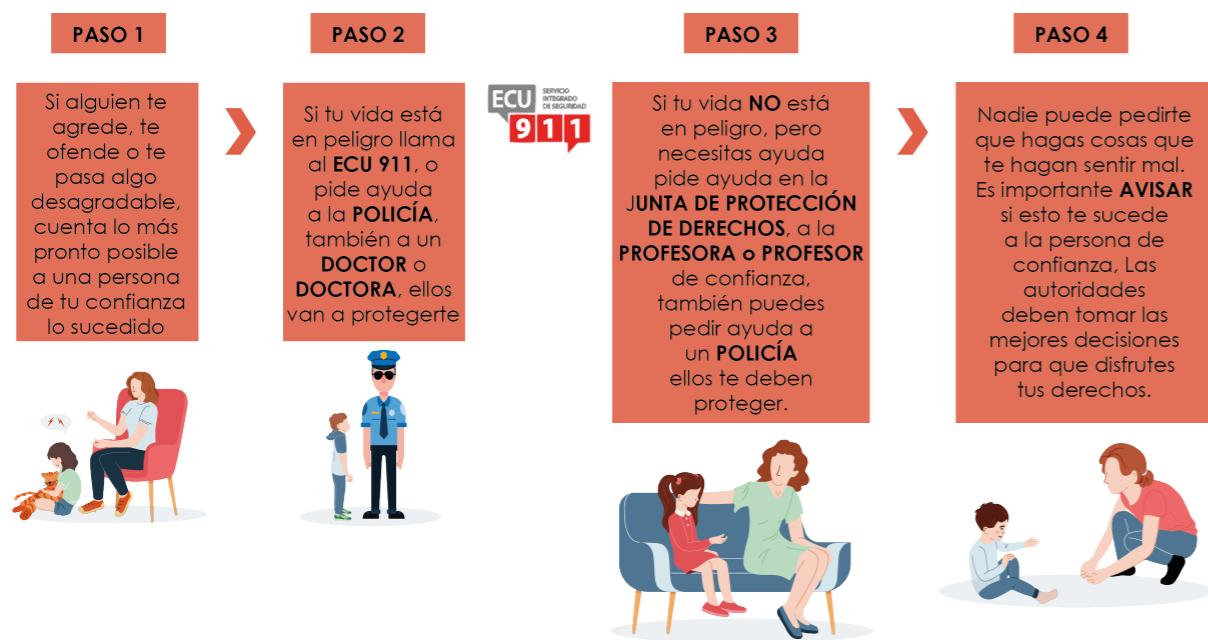 PASO 1
Si alguien te
agrede, te
ofende o te
pasa algo
desagradable,
cuenta lo más
pronto posible
a una persona
de tu confianza
lo sucedido
PASO 2
Si tu vida está
en peligro llama
al ECU 911, o
pide ayuda
a la POLICÍA,
también a un
DOCTOR o
DOCTORA, ellos
van a protegerte
ECU
SERVICIO
INTEGRADO
DE SEGURIDAD
911
PASO 3
Si tu vida NO está
en peligro, pero
necesitas ayuda
pide ayuda en la
JUNTA DE PROTECCIÓN
DE DERECHOS, a la
PROFESORA o PROFESOR
de confianza,
también puedes
pedir ayuda a
un POLICÍA
ellos te deben
proteger.
PASO 4
Nadie puede pedirte
que hagas cosas que
te hagan sentir mal.
Es importante AVISAR
si esto te sucede
a la persona de
confianza, Las
autoridades
deben tomar las
mejores decisiones
para que disfrutes
tus derechos.